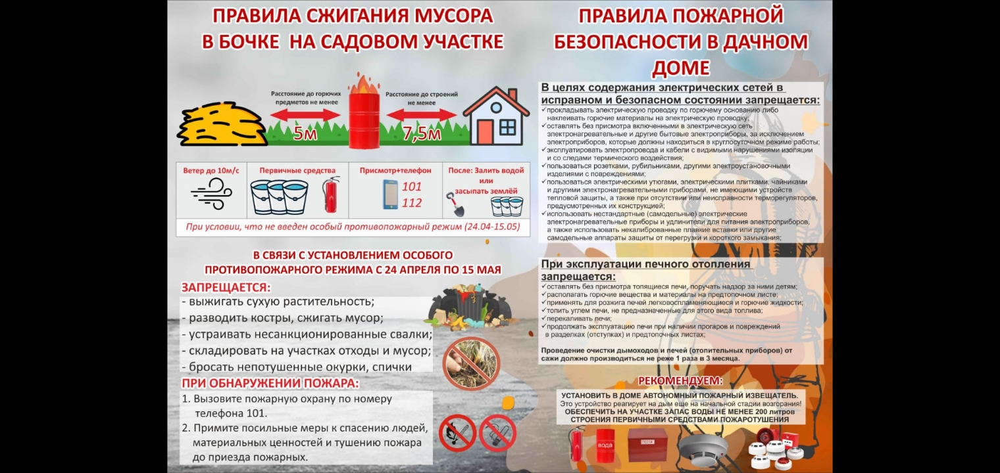 ПРАВИЛА СЖИГАНИЯ МУСОРА
В БОЧКЕ НА САДОВОМ УЧАСТКЕ
Расстояние до горючих
предметов не менее
5м
Расстояние до строений
не менее
7,5м
Ветер до 10м/с
Первичные средства
Присмотр+телефон
101
112
После: Залить водой
или
засыпать землёй
При условии, что не введен особый противопожарный режим (24.04-15.05)
В СВЯЗИ С УСТАНОВЛЕНИЕМ ОСОБОГО
ПРОТИВОПОЖАРНОГО РЕЖИМА С 24 АПРЕЛЯ ПО 15 МАЯ
ЗАПРЕЩАЕТСЯ:
- выжигать сухую растительность;
- разводить костры, сжигать мусор;
- устраивать несанкционированные свалки;
- складировать на участках отходы и мусор;
- бросать непотушенные окурки, спички
ПРИ ОБНАРУЖЕНИИ ПОЖАРА:
1. Вызовите пожарную охрану по номеру
телефона 101.
2. Примите посильные меры к спасению людей,
материальных ценностей и тушению пожара
до приезда пожарных.
ПРАВИЛА ПОЖАРНОЙ
БЕЗОПАСНОСТИ В ДАЧНОМ
ДОМЕ
В целях содержания электрических сетей в
исправном и безопасном состоянии запрещается:
✓прокладывать электрическую проводку по горючему основанию либо
наклеивать горючие материалы на электрическую проводку;
✓оставлять без присмотра включенными в электрическую сеть
электронагревательные и другие бытовые электроприборы, за исключением
электроприборов, которые должны находиться в круглосуточном режиме работы;
✓эксплуатировать электропровода и кабели с видимыми нарушениями изоляции
и со следами термического воздействия;
✓пользоваться розетками, рубильниками, другими электроустановочными
изделиями с повреждениями;
✓пользоваться электрическими утюгами, электрическими плитками, чайниками
и другими электронагревательными приборами, не имеющими устройств
тепловой защиты, а также при отсутствии или неисправности терморегуляторов,
предусмотренных их конструкцией;
✓использовать нестандартные (самодельные) электрические
электронагревательные приборы и удлинители для питания электроприборов,
а также использовать некалиброванные плавкие вставки или другие
самодельные аппараты защиты от перегрузки и короткого замыкания;
При эксплуатации печного отопления
запрещается:
✓оставлять без присмотра топящиеся печи, поручать надзор за ними детям;
✓располагать горючие вещества и материалы на предтопочном листе;
✓применять для розжига печей легковоспламеняющиеся и горючие жидкости;
✓топить углем печи, не предназначенные для этого вида топлива;
✓перекаливать печи;
✓продолжать эксплуатацию печи при наличии прогаров и повреждений
в разделках (отступках) и предтопочных листах;
Проведение очистки дымоходов и печей (отопительных приборов) от
сажи должно производиться не реже 1 раза в 3 месяца.
РЕКОМЕНДУЕМ:
УСТАНОВИТЬ В ДОМЕ АВТОНОМНЫЙ ПОЖАРНЫЙ ИЗВЕЩАТЕЛЬ.
Это устройство реагирует на дым еще на начальной стадии возгорания!
ОБЕСПЕЧИТЬ НА УЧАСТКЕ ЗАПАС ВОДЫ НЕ МЕНЕЕ 200 литров
СТРОЕНИЯ ПЕРВИЧНЫМИ СРЕДСТВАМИ ПОЖАРОТУШЕНИЯ
вода
ПЕСОК